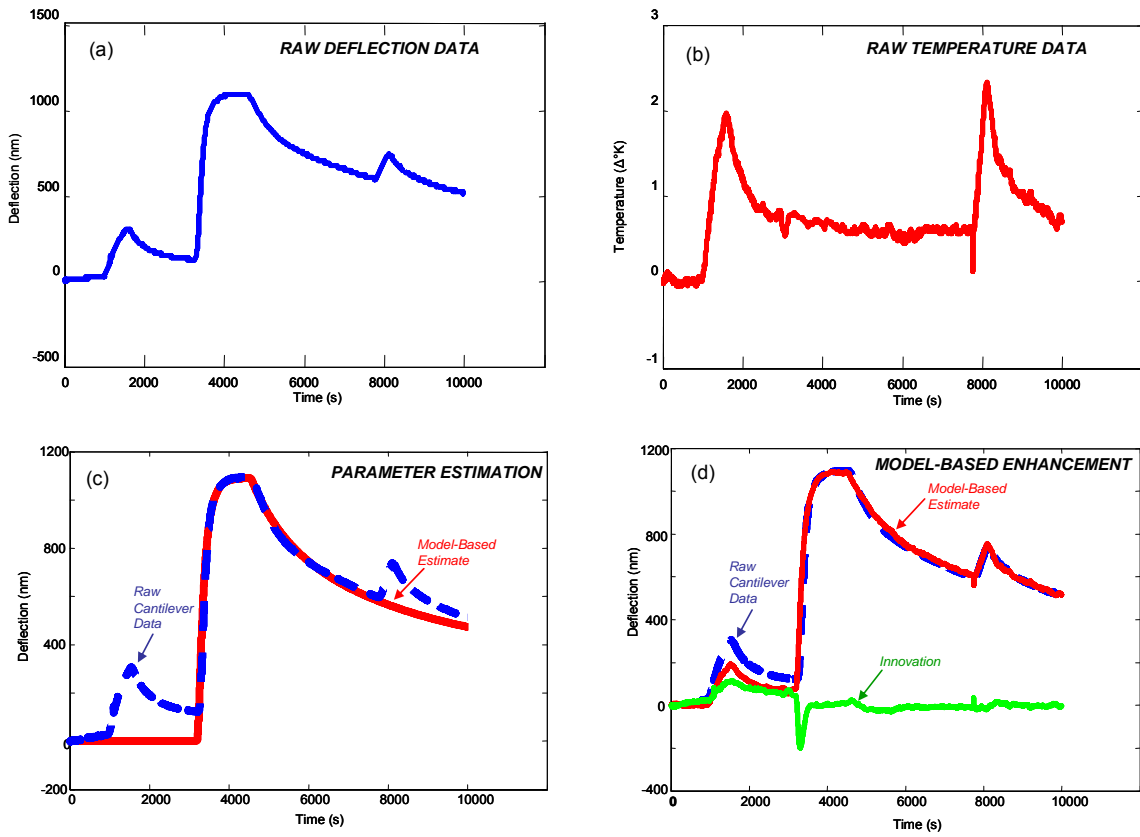 (a)
RAW DEFLECTION DATA
1500
1000
500
0
-500
Deflection (nm)
0 2000 4000 6000 8000 10000
Time (s)
(b)
RAW TEMPERATURE DATA
3
2
1
0
-1
Temperature (Δ°K)
0 2000 4000 6000 8000 10000
Time (s)
(c)
PARAMETER ESTIMATION
1200
800
400
0
-200
Deflection (nm)
Raw
Cantilever
Data
Model-Based
Estimate
0 2000 4000 6000 8000 10000
Time (s)
(d)
MODEL-BASED ENHANCEMENT
1200
800
400
0
-400
Deflection (nm)
Model-Based
Estimate
Raw
Cantilever
Data
Innovation
0 2000 4000 6000 8000 10000
Time (s)